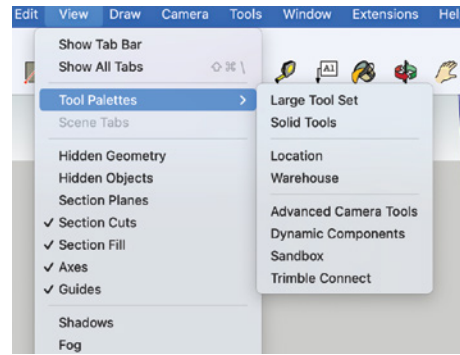 Edit View Draw Camera Tools Window Extensions Hel
Show Tab Bar
Show All Tabs ⇧⌘\
A1
Tool Palettes >
Scene Tabs
Hidden Geometry
Hidden Objects
Section Planes
✓ Section Cuts
✓ Section Fill
✓ Axes
✓ Guides
Shadows
Fog
Large Tool Set
Solid Tools
Location
Warehouse
Advanced Camera Tools
Dynamic Components
Sandbox
Trimble Connect